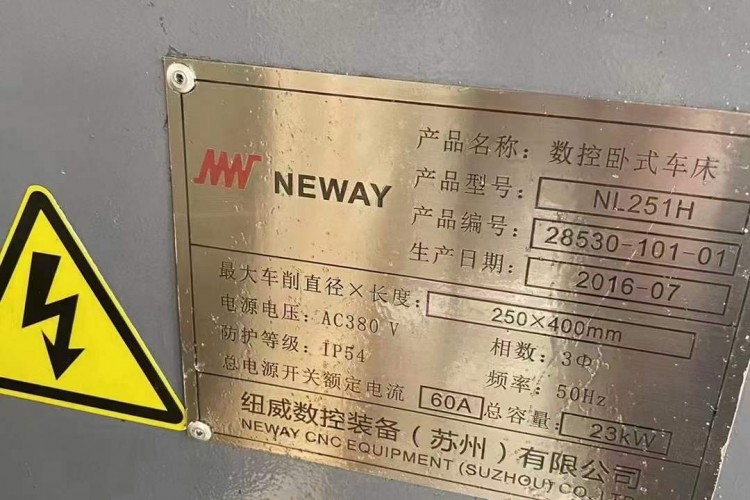 NEWAY
产品名称：数控卧式车床
产品型号：NL251H
产品编号：28530-101-01
生产日期：2016-07
最大车削直径×长度：250×400mm
电源电压：AC380 V 相数：3Φ
防护等级：IP54 频率：50Hz
总电源开关额定电流 60A 总容量：23kW
纽威数控装备（苏州）有限公司
NEWAY CNC EQUIPMENT (SUZHOU) CO., LTD